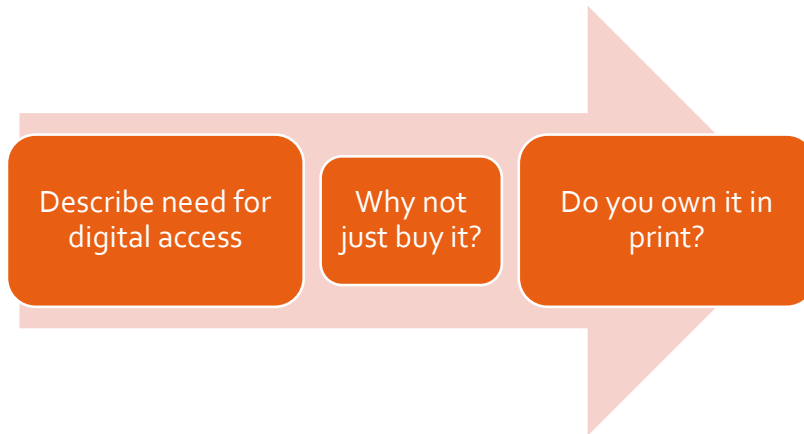 Describe need for
digital access
Why not
just buy it?
Do you own it in
print?